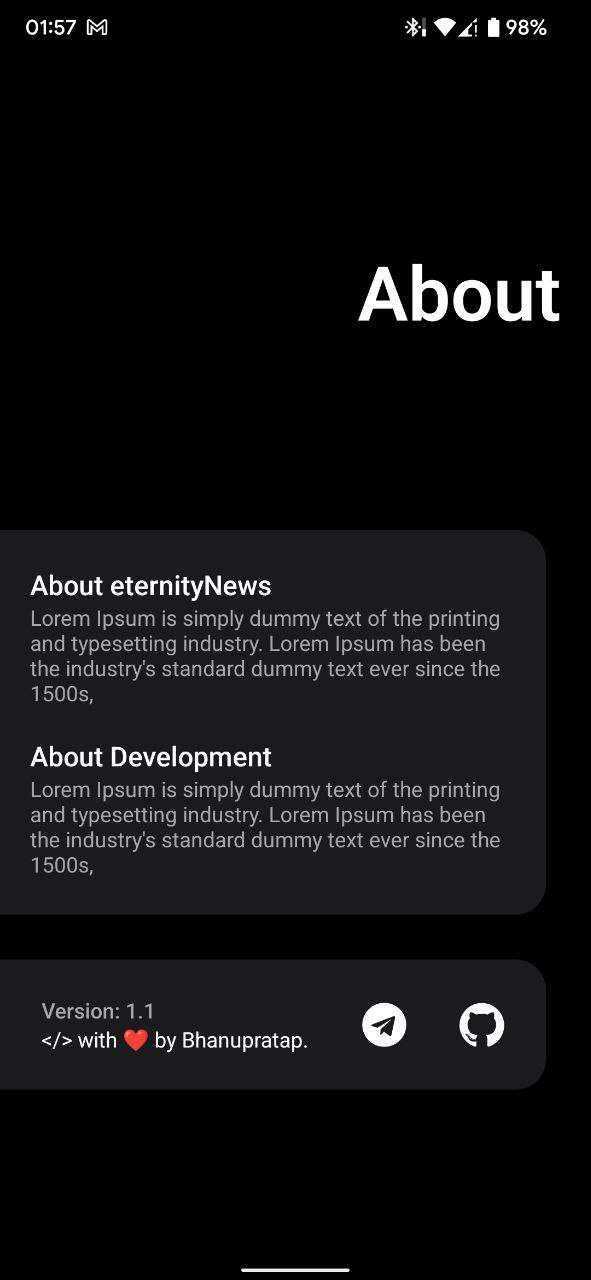 01:57 98%
About
About eternityNews
Lorem Ipsum is simply dummy text of the printing
and typesetting industry. Lorem Ipsum has been
the industry's standard dummy text ever since the
1500s,
About Development
Lorem Ipsum is simply dummy text of the printing
and typesetting industry. Lorem Ipsum has been
the industry's standard dummy text ever since the
1500s,
Version: 1.1
</> with ❤️ by Bhanupratap.